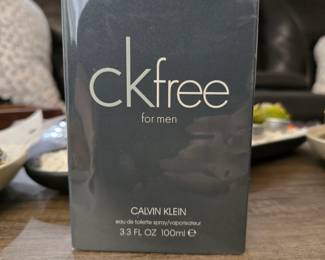 ckfree
for men
CALVIN KLEIN
eau de toilette spray/vaporisateur
3.3 FL OZ 100ml ℮